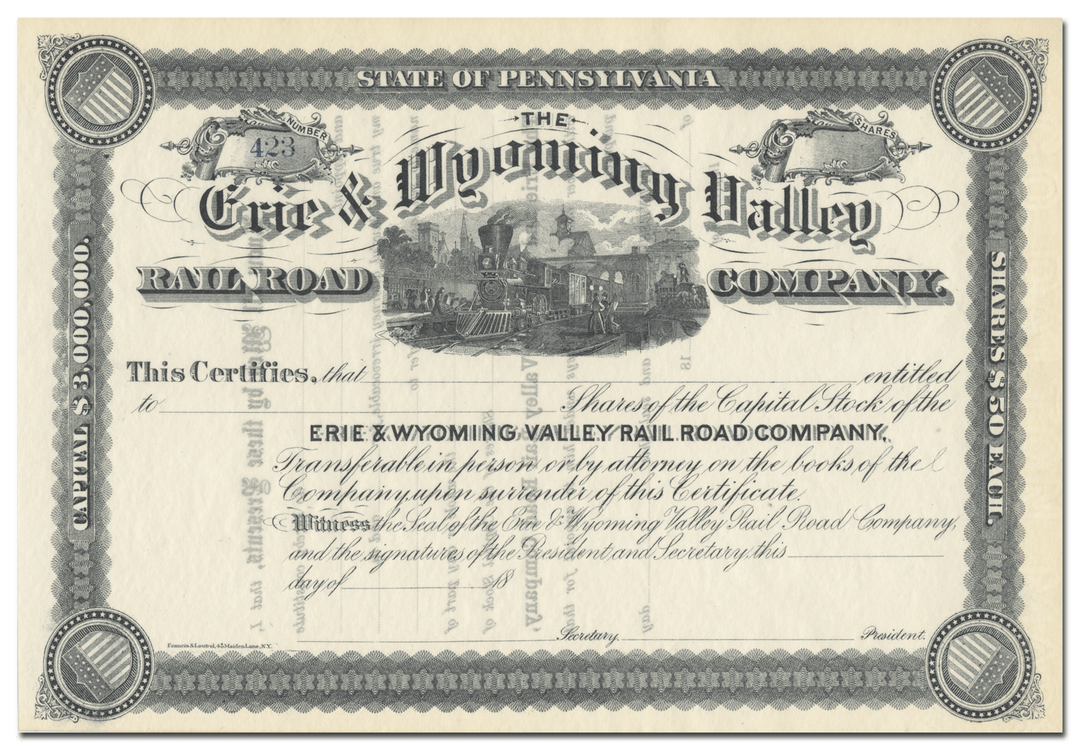 STATE OF PENNSYLVANIA
NUMBER
423
SHARES
THE
Erie & Wyoming Valley
RAIL ROAD COMPANY.
CAPITAL $3,000,000.
SHARES $50 EACH.
This Certifies, that entitled
to Shares of the Capital Stock of the
ERIE & WYOMING VALLEY RAIL ROAD COMPANY,
Transferable in person or by attorney on the books of the
Company, upon surrender of this Certificate.
Witness the Seal of the Erie & Wyoming Valley Rail Road Company,
and the signatures of the President and Secretary, this
day of 18
Secretary. President.
Maiden Lane, N.Y.